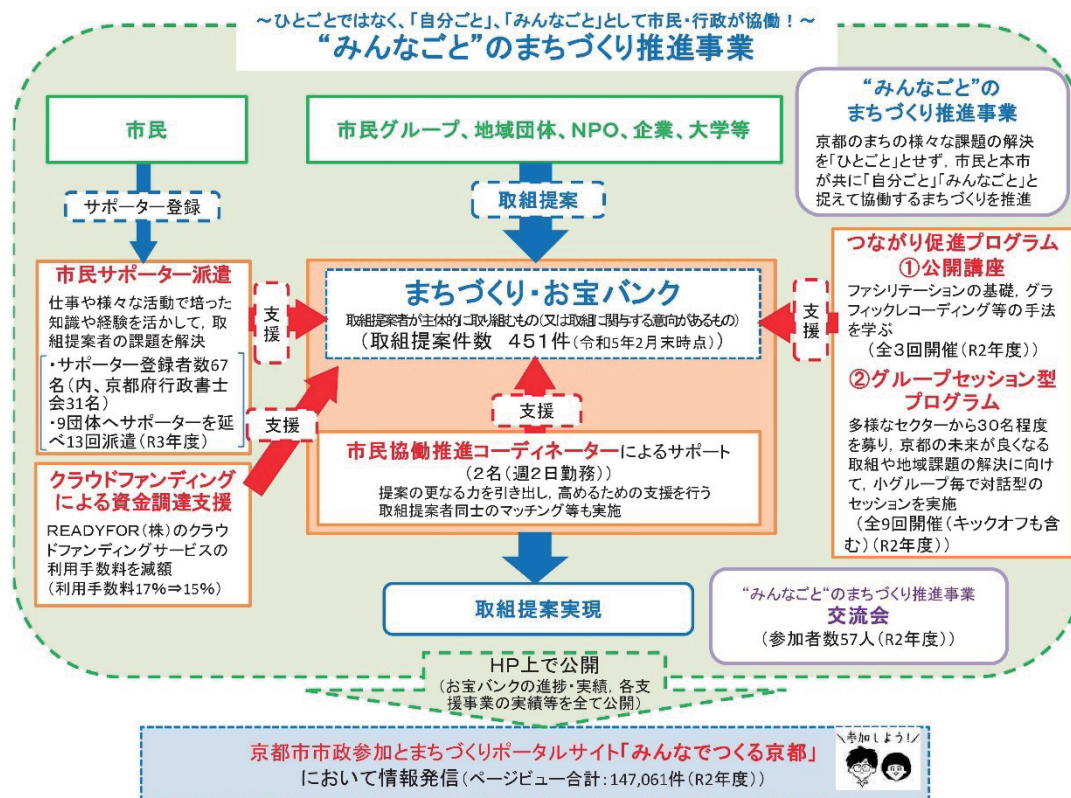 ～ひとごとではなく、「自分ごと」、「みんなごと」として市民・行政が協働！～
“みんなごと”のまちづくり推進事業
“みんなごと”の
まちづくり推進事業
京都のまちの様々な課題の解決
を「ひとごと」とせず，市民と本市
が共に「自分ごと」「みんなごと」と
捉えて協働するまちづくりを推進
市民
市民グループ、地域団体、NPO、企業、大学等
サポーター登録
取組提案
市民サポーター派遣
仕事や様々な活動で培った
知識や経験を活かして，取
組提案者の課題を解決
・サポーター登録者数67
名（内、京都府行政書士
会31名）
・9団体へサポーターを延
べ13回派遣（R3年度）
支援
まちづくり・お宝バンク
取組提案者が主体的に取り組むもの（又は取組に関与する意向があるもの）
（取組提案件数 451件（令和5年2月末時点））
支援
つながり促進プログラム
①公開講座
ファシリテーションの基礎，グラ
フィックレコーディング等の手法
を学ぶ
（全３回開催（R2年度））
②グループセッション型
プログラム
多様なセクターから３０名程度
を募り，京都の未来が良くなる
取組や地域課題の解決に向け
て，小グループ毎で対話型の
セッションを実施
（全9回開催（キックオフも含
む）（R2年度））
支援
支援
クラウドファンディング
による資金調達支援
READYFOR（株）のクラウ
ドファンディングサービスの
利用手数料を減額
（利用手数料17%⇒15%）
市民協働推進コーディネーターによるサポート
（2名（週2日勤務））
提案の更なる力を引き出し，高めるための支援を行う
取組提案者同士のマッチング等も実施
取組提案実現
“みんなごと“のまちづくり推進事業
交流会
（参加者数57人（R2年度））
HP上で公開
（お宝バンクの進捗・実績，各支
援事業の実績等を全て公開）
京都市市政参加とまちづくりポータルサイト「みんなでつくる京都」
において情報発信（ページビュー合計：147,061件（R2年度））
＼参加しよう！／